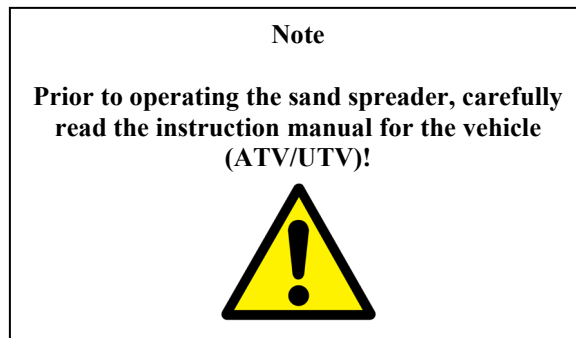 Note
Prior to operating the sand spreader, carefully
read the instruction manual for the vehicle
(ATV/UTV)!